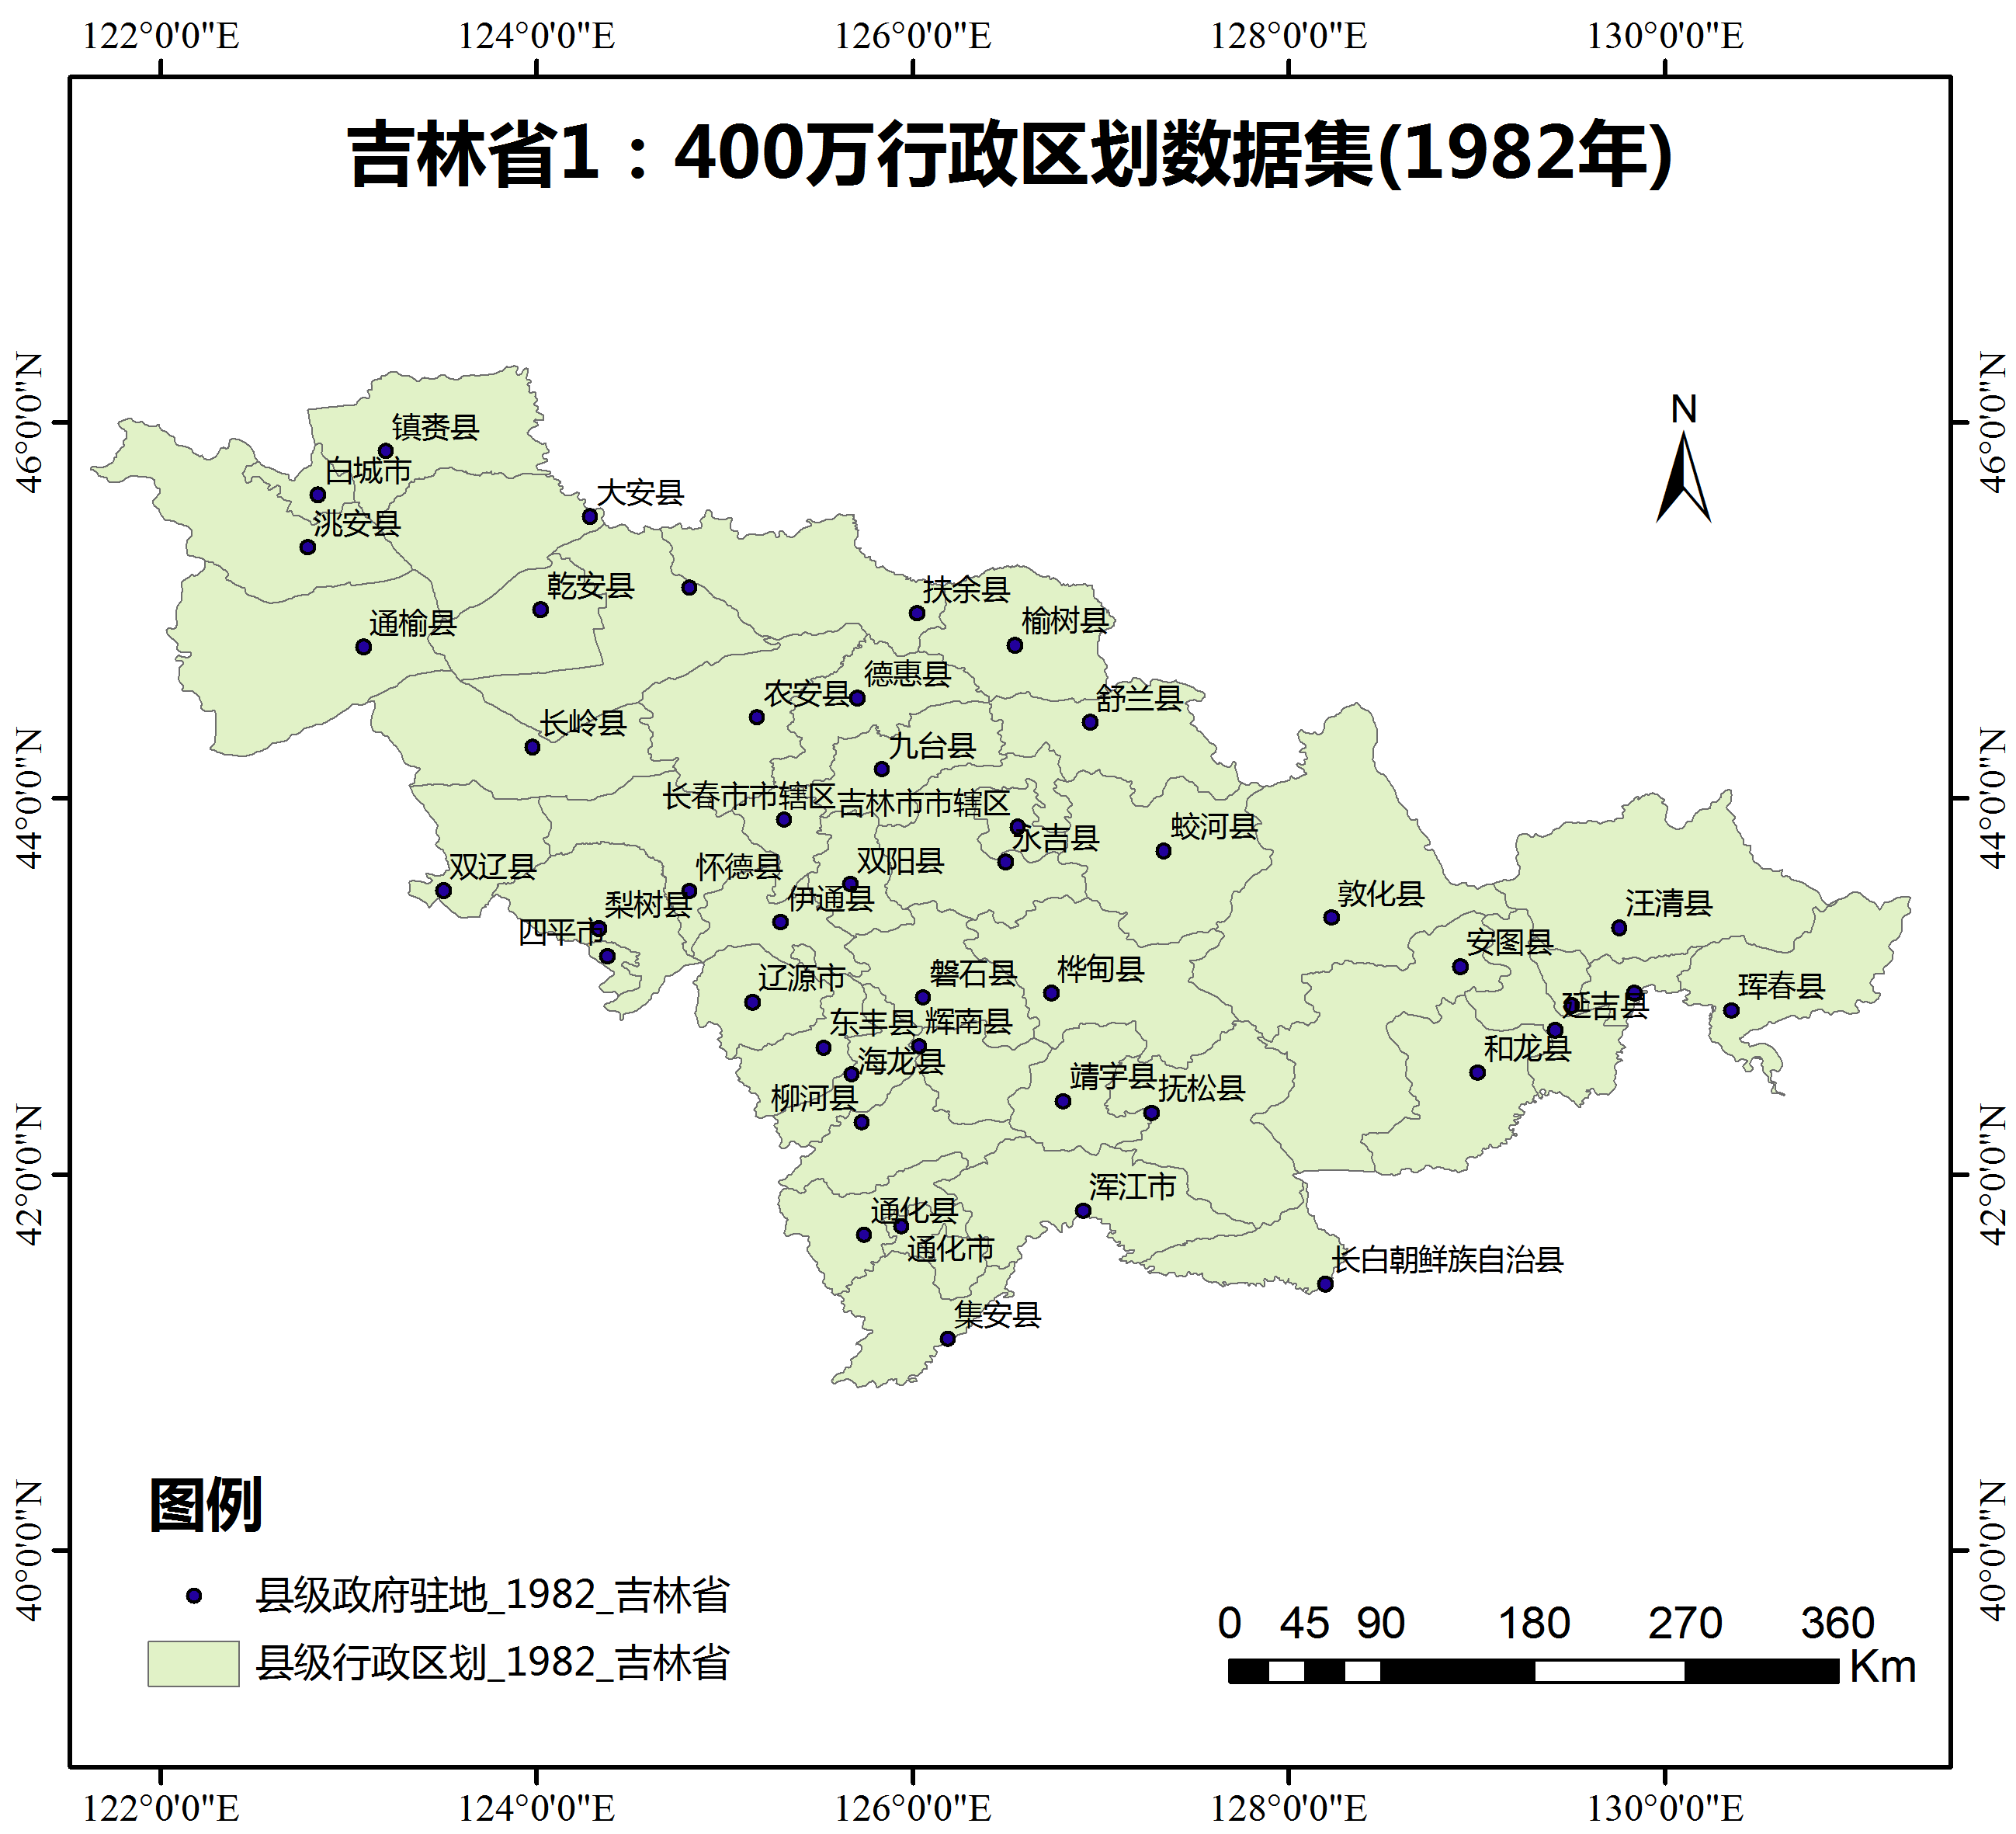 122°0'0"E 124°0'0"E 126°0'0"E 128°0'0"E 130°0'0"E
吉林省1：400万行政区划数据集(1982年)
46°0'0"N
46°0'0"N
N
镇赉县
白城市
大安县
洮安县
乾安县
扶余县
通榆县
榆树县
德惠县
农安县
舒兰县
长岭县
九台县
44°0'0"N
44°0'0"N
长春市市辖区
吉林市市辖区
永吉县
蛟河县
双阳县
双辽县
怀德县
伊通县
敦化县
梨树县
汪清县
四平市
安图县
辽源市
磐石县
桦甸县
珲春县
延吉县
东丰县
辉南县
和龙县
海龙县
靖宇县
抚松县
柳河县
42°0'0"N
42°0'0"N
浑江市
通化县
通化市
长白朝鲜族自治县
集安县
图例
40°0'0"N
40°0'0"N
县级政府驻地_1982_吉林省
县级行政区划_1982_吉林省
0 45 90 180 270 360
Km
122°0'0"E 124°0'0"E 126°0'0"E 128°0'0"E 130°0'0"E